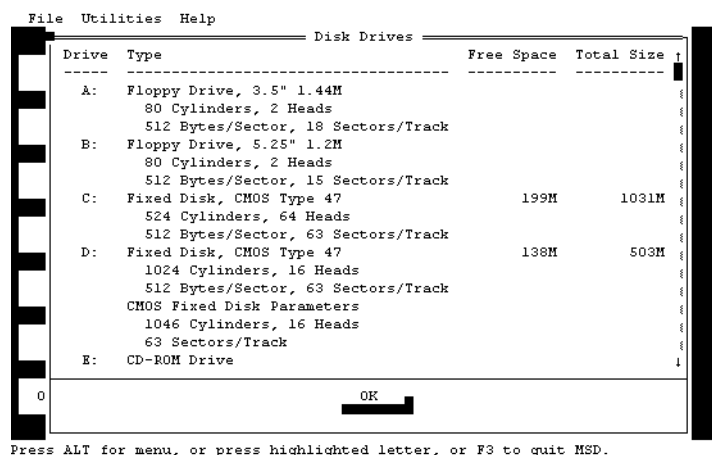 File Utilities Help
Disk Drives
Drive Type Free Space Total Size
A: Floppy Drive, 3.5" 1.44M
80 Cylinders, 2 Heads
512 Bytes/Sector, 18 Sectors/Track
B: Floppy Drive, 5.25" 1.2M
80 Cylinders, 2 Heads
512 Bytes/Sector, 15 Sectors/Track
C: Fixed Disk, CMOS Type 47 199M 1031M
524 Cylinders, 64 Heads
512 Bytes/Sector, 63 Sectors/Track
D: Fixed Disk, CMOS Type 47 138M 503M
1024 Cylinders, 16 Heads
512 Bytes/Sector, 63 Sectors/Track
CMOS Fixed Disk Parameters
1046 Cylinders, 16 Heads
63 Sectors/Track
E: CD-ROM Drive
O OK
Press ALT for menu, or press highlighted letter, or F3 to quit MSD.